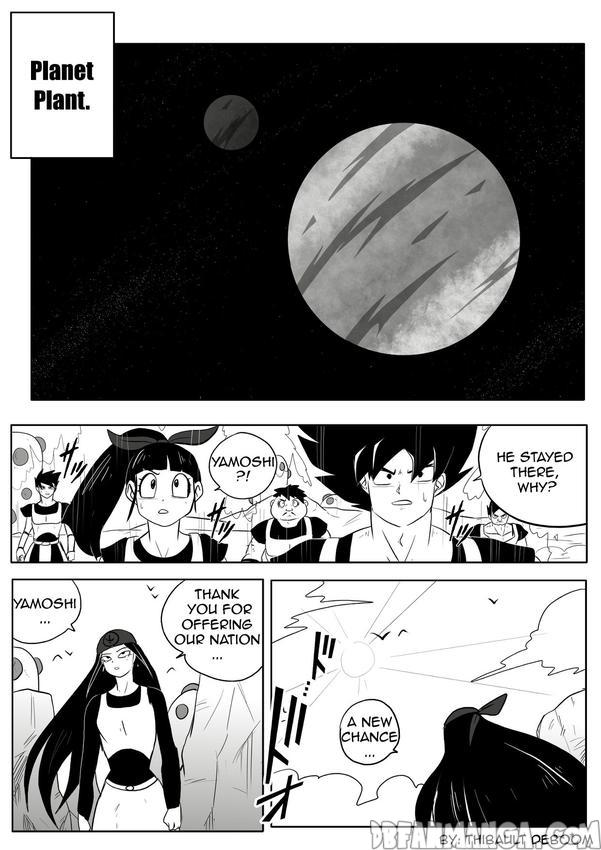 Planet
Plant.
YAMOSHI
?!
HE STAYED
THERE,
WHY?
YAMOSHI
...
THANK
YOU FOR
OFFERING
OUR NATION
...
A NEW
CHANCE
...
DBFANMANGA.COM
BY: THIBAULT DEBOOM